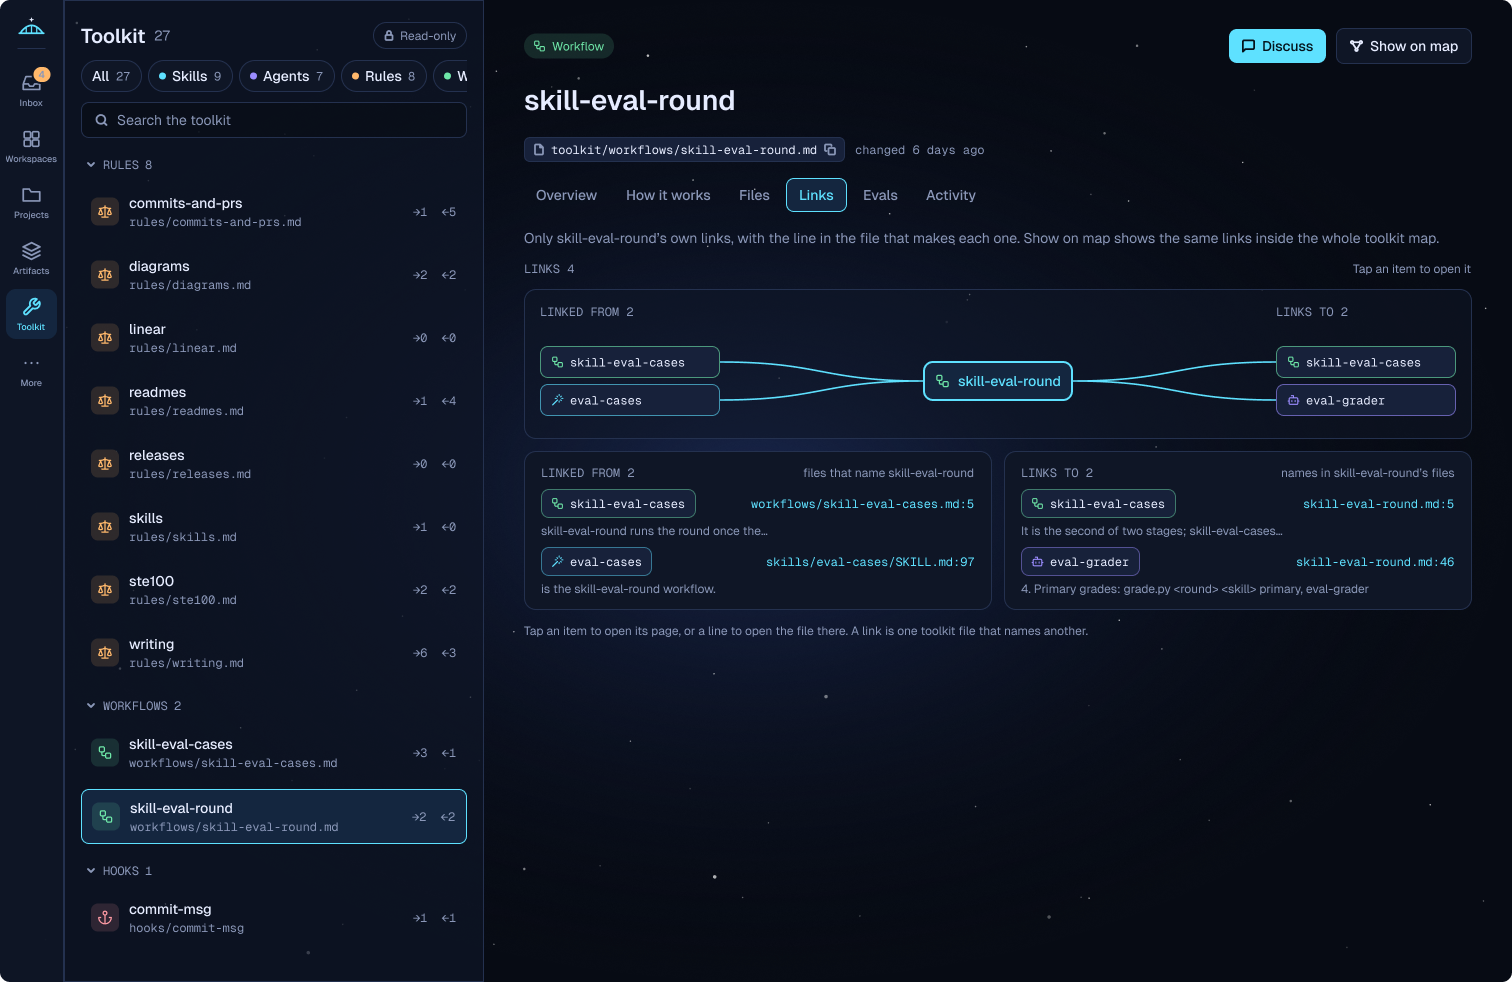 4
Inbox
Workspaces
Projects
Artifacts
Toolkit
More
Toolkit 27
Read-only
All 27
Skills 9
Agents 7
Rules 8
W
Search the toolkit
RULES 8
commits-and-prs
rules/commits-and-prs.md
→1 ←5
diagrams
rules/diagrams.md
→2 ←2
linear
rules/linear.md
→0 ←0
readmes
rules/readmes.md
→1 ←4
releases
rules/releases.md
→0 ←0
skills
rules/skills.md
→1 ←0
ste100
rules/ste100.md
→2 ←2
writing
rules/writing.md
→6 ←3
WORKFLOWS 2
skill-eval-cases
workflows/skill-eval-cases.md
→3 ←1
skill-eval-round
workflows/skill-eval-round.md
→2 ←2
HOOKS 1
commit-msg
hooks/commit-msg
→1 ←1
Workflow
Discuss
Show on map
skill-eval-round
toolkit/workflows/skill-eval-round.md
changed 6 days ago
Overview
How it works
Files
Links
Evals
Activity
Only skill-eval-round's own links, with the line in the file that makes each one. Show on map shows the same links inside the whole toolkit map.
LINKS 4
Tap an item to open it
LINKED FROM 2
LINKS TO 2
skill-eval-cases
eval-cases
skill-eval-round
skill-eval-cases
eval-grader
LINKED FROM 2
files that name skill-eval-round
skill-eval-cases
workflows/skill-eval-cases.md:5
skill-eval-round runs the round once the…
eval-cases
skills/eval-cases/SKILL.md:97
is the skill-eval-round workflow.
LINKS TO 2
names in skill-eval-round's files
skill-eval-cases
skill-eval-round.md:5
It is the second of two stages; skill-eval-cases…
eval-grader
skill-eval-round.md:46
4. Primary grades: grade.py <round> <skill> primary, eval-grader
Tap an item to open its page, or a line to open the file there. A link is one toolkit file that names another.